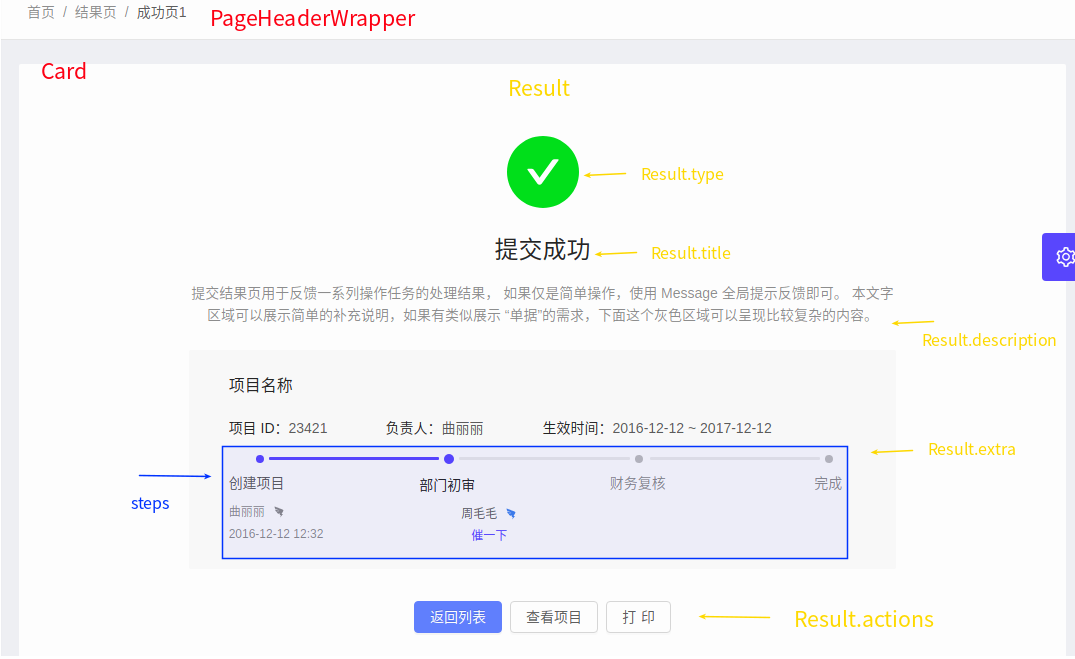 首页 / 结果页 / 成功页1
PageHeaderWrapper
Card
Result
Result.type
提交成功
Result.title
提交结果页用于反馈一系列操作任务的处理结果， 如果仅是简单操作，使用 Message 全局提示反馈即可。 本文字
区域可以展示简单的补充说明，如果有类似展示 “单据”的需求，下面这个灰色区域可以呈现比较复杂的内容。
Result.description
项目名称
项目 ID：23421
负责人：曲丽丽
生效时间：2016-12-12 ~ 2017-12-12
Result.extra
创建项目
部门初审
财务复核
完成
steps
曲丽丽
周毛毛
2016-12-12 12:32
催一下
返回列表
查看项目
打 印
Result.actions